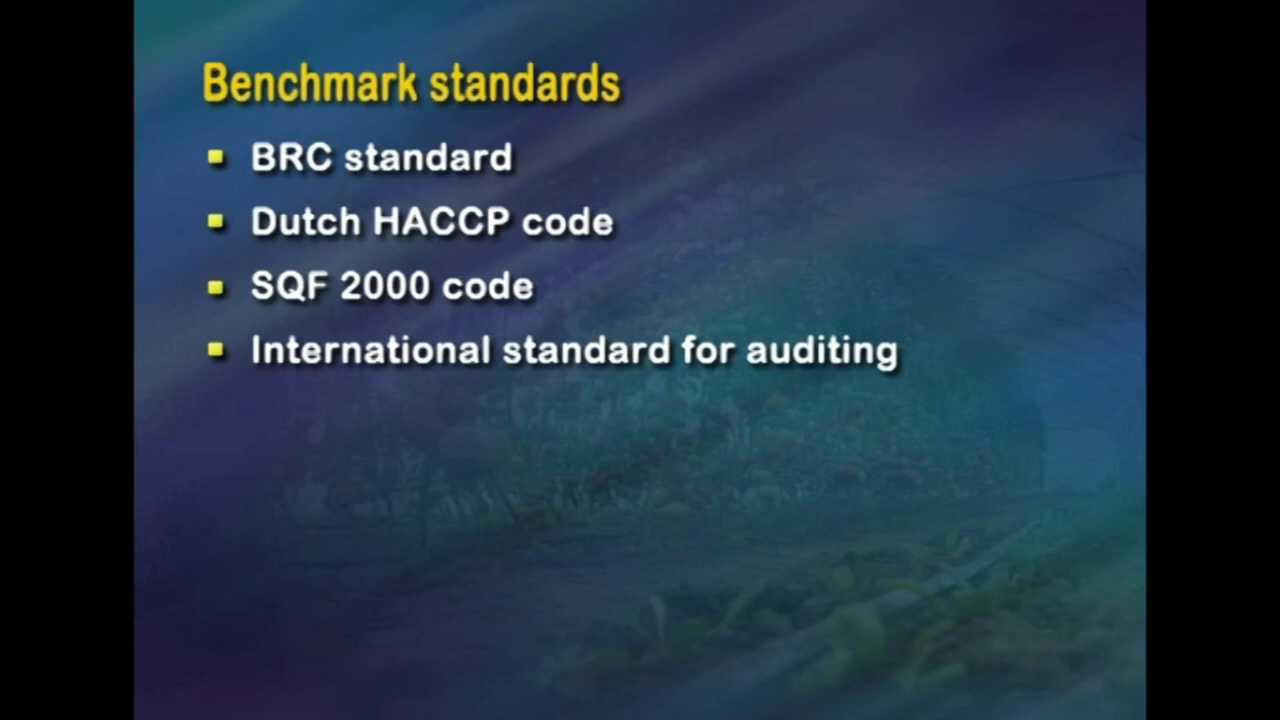 Benchmark standards
BRC standard
Dutch HACCP code
SQF 2000 code
International standard for auditing